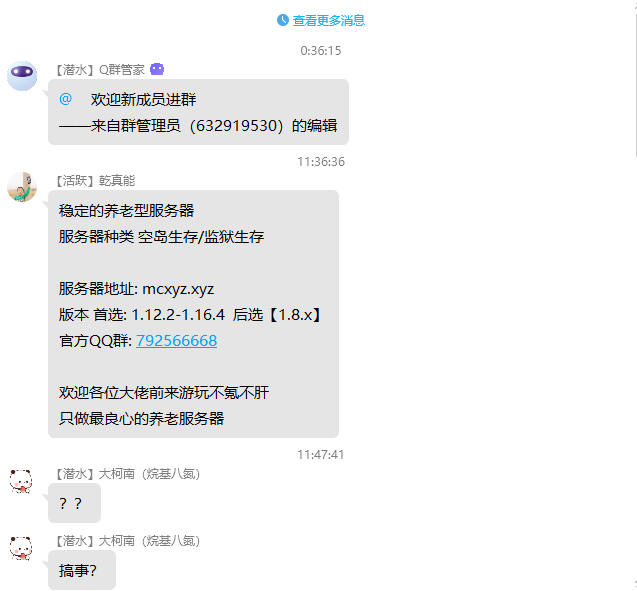 查看更多消息
0:36:15
【潜水】Q群管家
@ 欢迎新成员进群
——来自群管理员（632919530）的编辑
11:36:36
【活跃】乾真能
稳定的养老型服务器
服务器种类 空岛生存/监狱生存
服务器地址: mcxyz.xyz
版本 首选: 1.12.2-1.16.4 后选【1.8.x】
官方QQ群: 792566668
欢迎各位大佬前来游玩不氪不肝
只做最良心的养老服务器
11:47:41
【潜水】大柯南（烷基八氮）
？？
【潜水】大柯南（烷基八氮）
搞事?